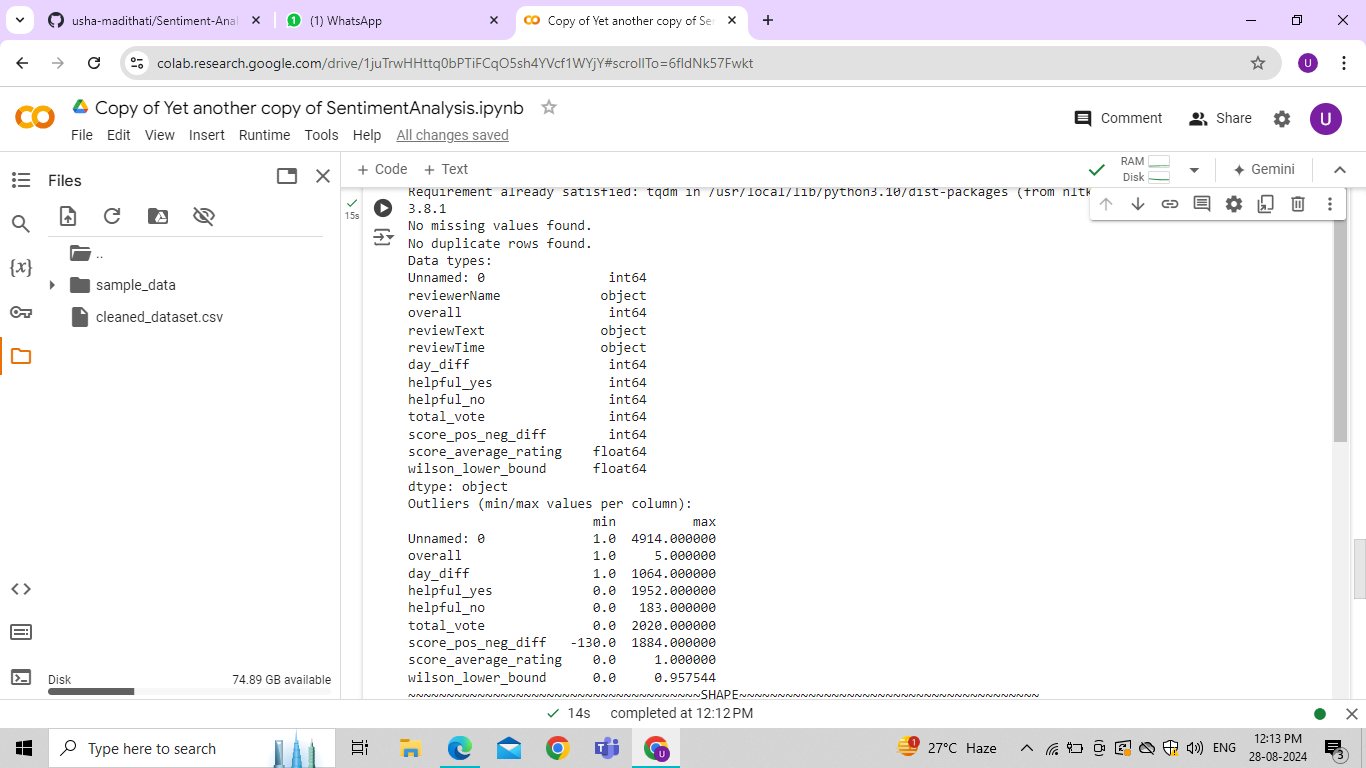 usha-madithati/Sentiment-Anal
(1) WhatsApp
Copy of Yet another copy of Se
colab.research.google.com/drive/1juTrwHHttq0bPTiFCqO5sh4YVcf1WYjY#scrollTo=6fIdNk57Fwkt
U
Copy of Yet another copy of SentimentAnalysis.ipynb
File Edit View Insert Runtime Tools Help All changes saved
Comment Share U
Files
+ Code + Text
RAM
Disk
Gemini
..
sample_data
cleaned_dataset.csv
Disk 74.89 GB available
15s
Requirement already satisfied: tqdm in /usr/local/lib/python3.10/dist-packages (from nltk
3.8.1
No missing values found.
No duplicate rows found.
Data types:
Unnamed: 0 int64
reviewerName object
overall int64
reviewText object
reviewTime object
day_diff int64
helpful_yes int64
helpful_no int64
total_vote int64
score_pos_neg_diff int64
score_average_rating float64
wilson_lower_bound float64
dtype: object
Outliers (min/max values per column):
min max
Unnamed: 0 1.0 4914.000000
overall 1.0 5.000000
day_diff 1.0 1064.000000
helpful_yes 0.0 1952.000000
helpful_no 0.0 183.000000
total_vote 0.0 2020.000000
score_pos_neg_diff -130.0 1884.000000
score_average_rating 0.0 1.000000
wilson_lower_bound 0.0 0.957544
~~~~~~~~~~~~~~~~~~~~~~~~~~~~~~~~~~~~~~SHAPE~~~~~~~~~~~~~~~~~~~~~~~~~~~~~~~~~~~~~~~
14s completed at 12:12 PM
Type here to search
27°C Haze
ENG
12:13 PM
28-08-2024
3